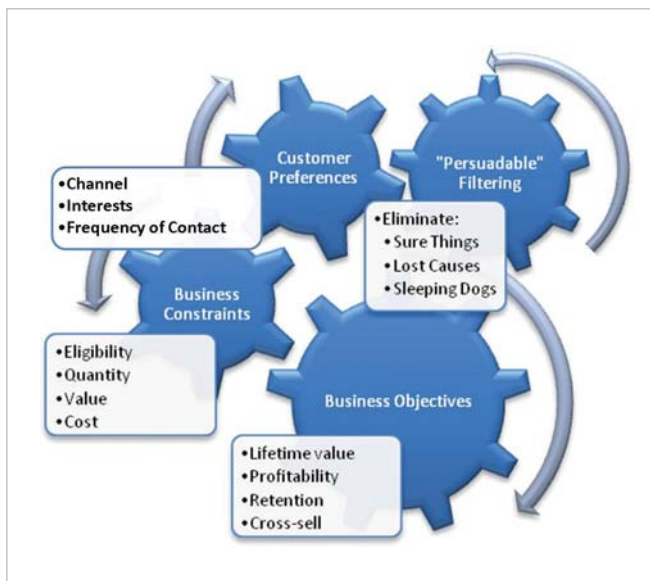 Customer
Preferences
"Persuadable"
Filtering
•Channel
•Interests
•Frequency of Contact
•Eliminate:
•Sure Things
•Lost Causes
•Sleeping Dogs
Business
Constraints
•Eligibility
•Quantity
•Value
•Cost
Business Objectives
•Lifetime value
•Profitability
•Retention
•Cross-sell